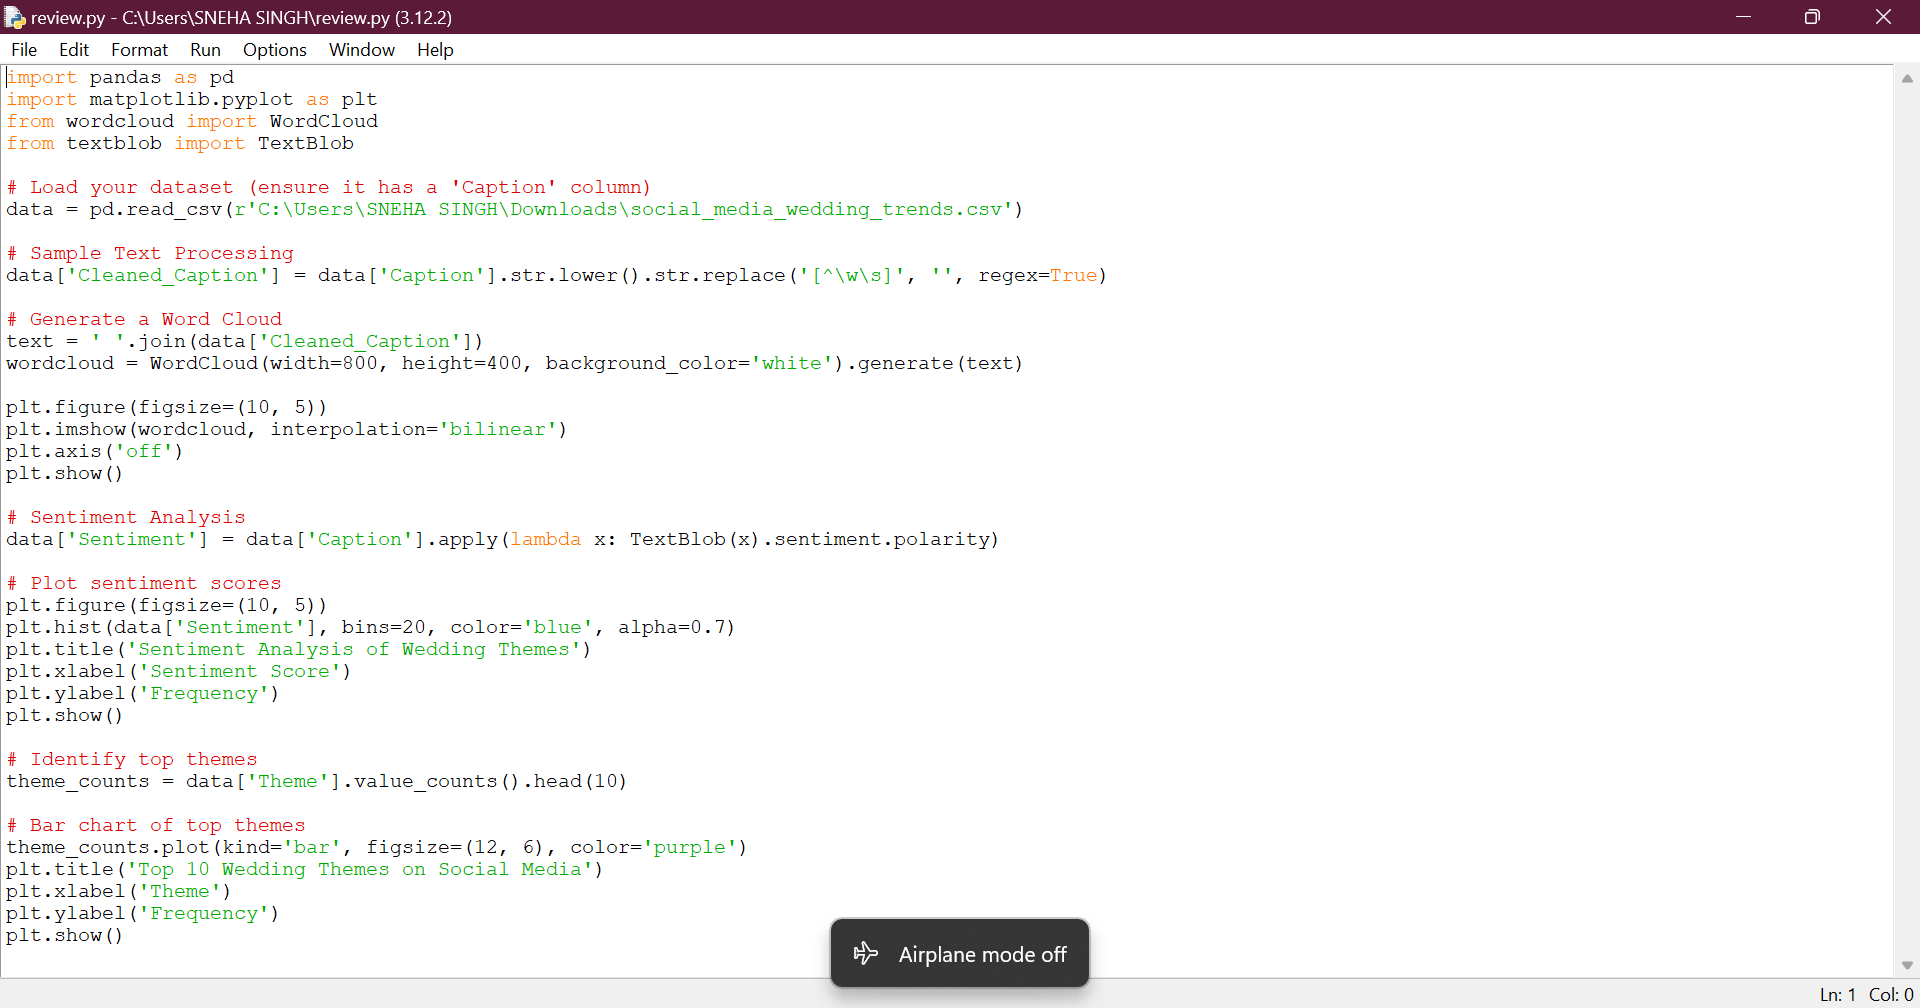 review.py - C:\Users\SNEHA SINGH\review.py (3.12.2)
File Edit Format Run Options Window Help
import pandas as pd
import matplotlib.pyplot as plt
from wordcloud import WordCloud
from textblob import TextBlob

# Load your dataset (ensure it has a 'Caption' column)
data = pd.read_csv(r'C:\Users\SNEHA SINGH\Downloads\social_media_wedding_trends.csv')

# Sample Text Processing
data['Cleaned_Caption'] = data['Caption'].str.lower().str.replace('[^\w\s]', '', regex=True)

# Generate a Word Cloud
text = ' '.join(data['Cleaned_Caption'])
wordcloud = WordCloud(width=800, height=400, background_color='white').generate(text)

plt.figure(figsize=(10, 5))
plt.imshow(wordcloud, interpolation='bilinear')
plt.axis('off')
plt.show()

# Sentiment Analysis
data['Sentiment'] = data['Caption'].apply(lambda x: TextBlob(x).sentiment.polarity)

# Plot sentiment scores
plt.figure(figsize=(10, 5))
plt.hist(data['Sentiment'], bins=20, color='blue', alpha=0.7)
plt.title('Sentiment Analysis of Wedding Themes')
plt.xlabel('Sentiment Score')
plt.ylabel('Frequency')
plt.show()

# Identify top themes
theme_counts = data['Theme'].value_counts().head(10)

# Bar chart of top themes
theme_counts.plot(kind='bar', figsize=(12, 6), color='purple')
plt.title('Top 10 Wedding Themes on Social Media')
plt.xlabel('Theme')
plt.ylabel('Frequency')
plt.show()
Airplane mode off
Ln: 1 Col: 0